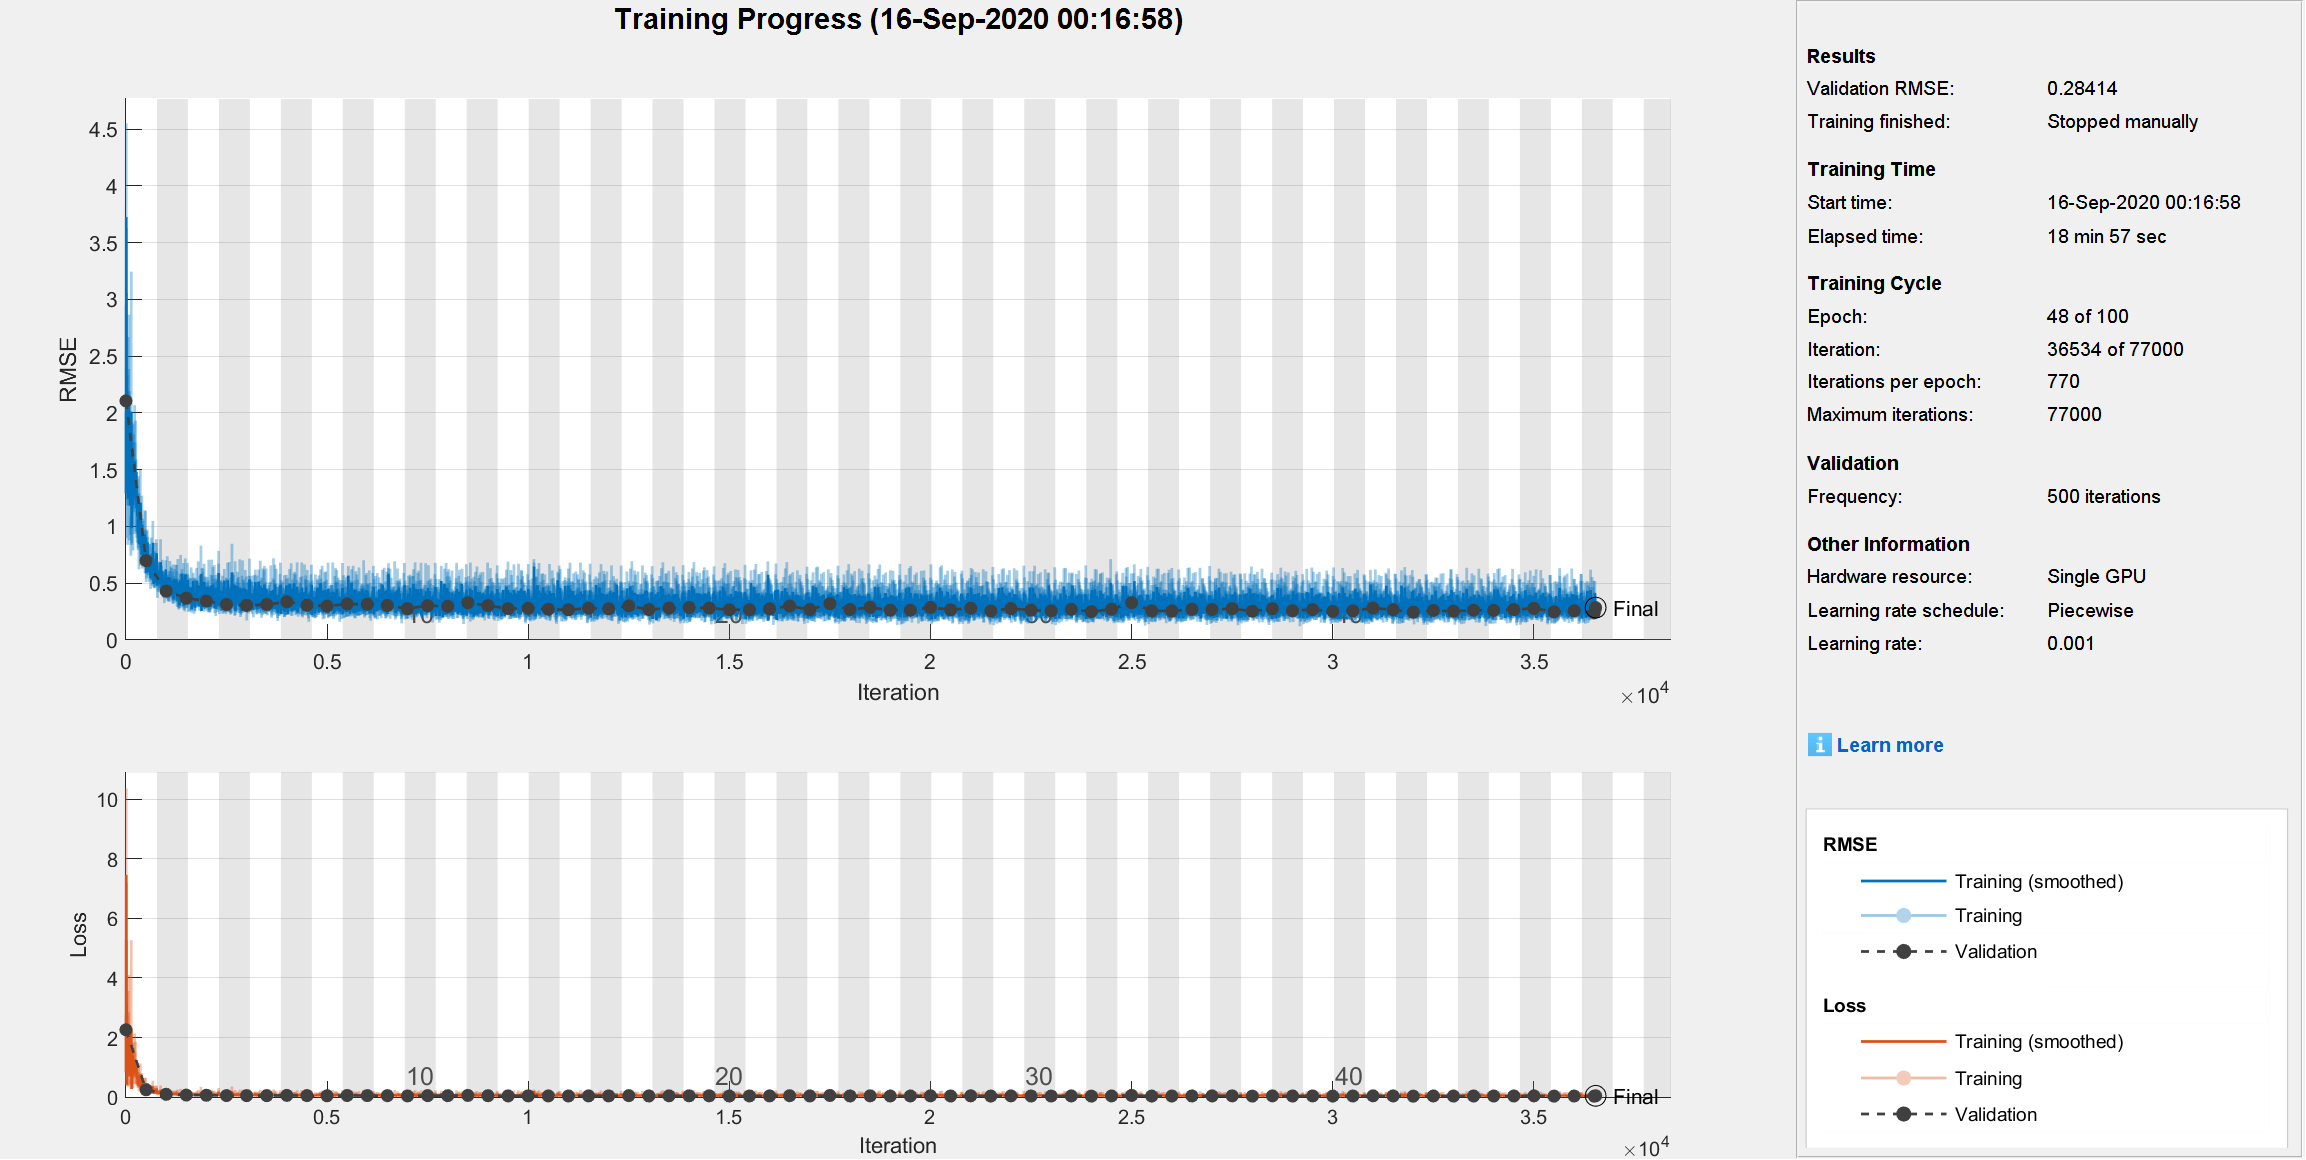 Training Progress (16-Sep-2020 00:16:58)
4.5
4
3.5
3
2.5
2
1.5
1
0.5
0
RMSE
10
20
30
40
Final
0
0.5
1
1.5
2
2.5
3
3.5
Iteration
×10^4
10
8
6
4
2
0
Loss
10
20
30
40
Final
0
0.5
1
1.5
2
2.5
3
3.5
Iteration
×10^4
Results
Validation RMSE: 0.28414
Training finished: Stopped manually
Training Time
Start time: 16-Sep-2020 00:16:58
Elapsed time: 18 min 57 sec
Training Cycle
Epoch: 48 of 100
Iteration: 36534 of 77000
Iterations per epoch: 770
Maximum iterations: 77000
Validation
Frequency: 500 iterations
Other Information
Hardware resource: Single GPU
Learning rate schedule: Piecewise
Learning rate: 0.001
i Learn more
RMSE
Training (smoothed)
Training
Validation
Loss
Training (smoothed)
Training
Validation